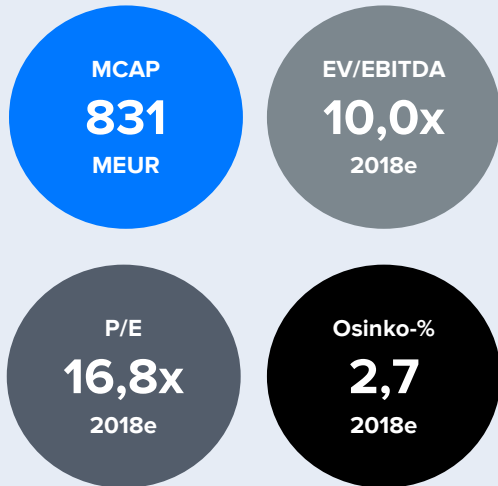 MCAP
831
MEUR
EV/EBITDA
10,0x
2018e
P/E
16,8x
2018e
Osinko-%
2,7
2018e